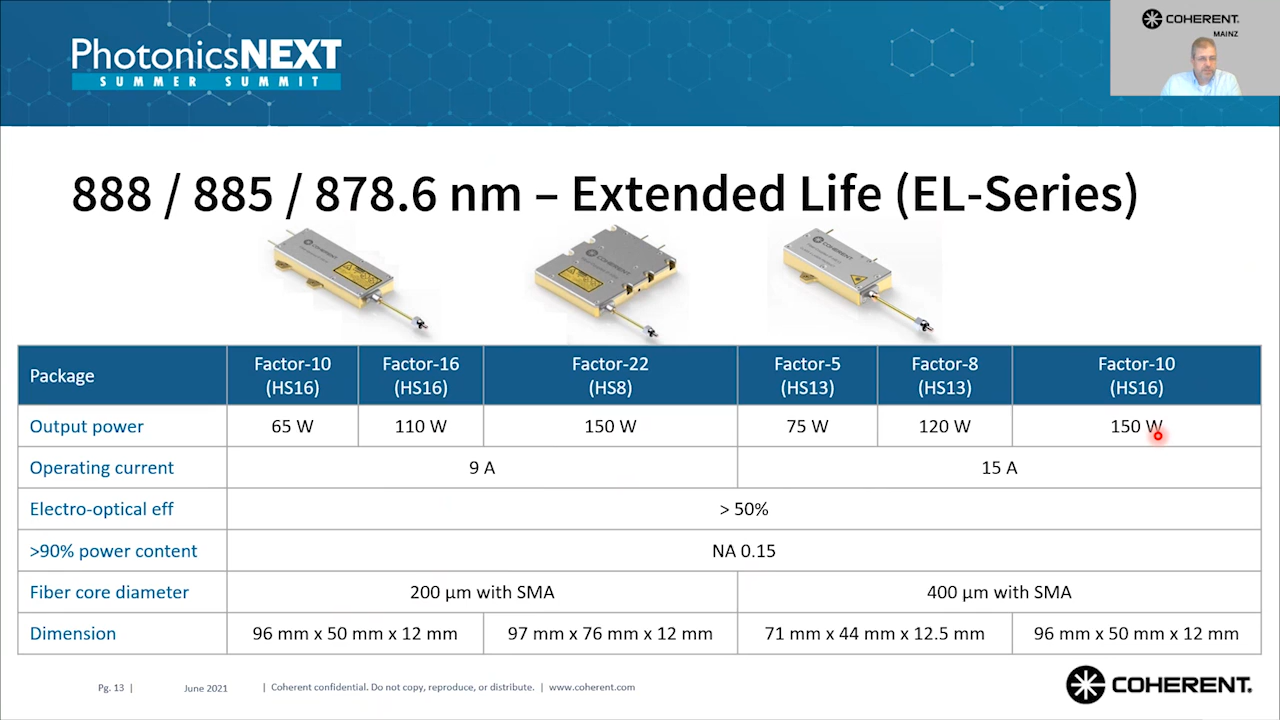 PhotonicsNEXT
SUMMER SUMMIT
COHERENT.
MAINZ
888 / 885 / 878.6 nm – Extended Life (EL-Series)
COHERENT
COHERENT
COHERENT
Package
Factor-10 (HS16)
Factor-16 (HS16)
Factor-22 (HS8)
Factor-5 (HS13)
Factor-8 (HS13)
Factor-10 (HS16)
Output power
65 W
110 W
150 W
75 W
120 W
150 W
Operating current
9 A
15 A
Electro-optical eff
> 50%
>90% power content
NA 0.15
Fiber core diameter
200 µm with SMA
400 µm with SMA
Dimension
96 mm x 50 mm x 12 mm
97 mm x 76 mm x 12 mm
71 mm x 44 mm x 12.5 mm
96 mm x 50 mm x 12 mm
Pg. 13 | June 2021 | Coherent confidential. Do not copy, reproduce, or distribute. | www.coherent.com
COHERENT.